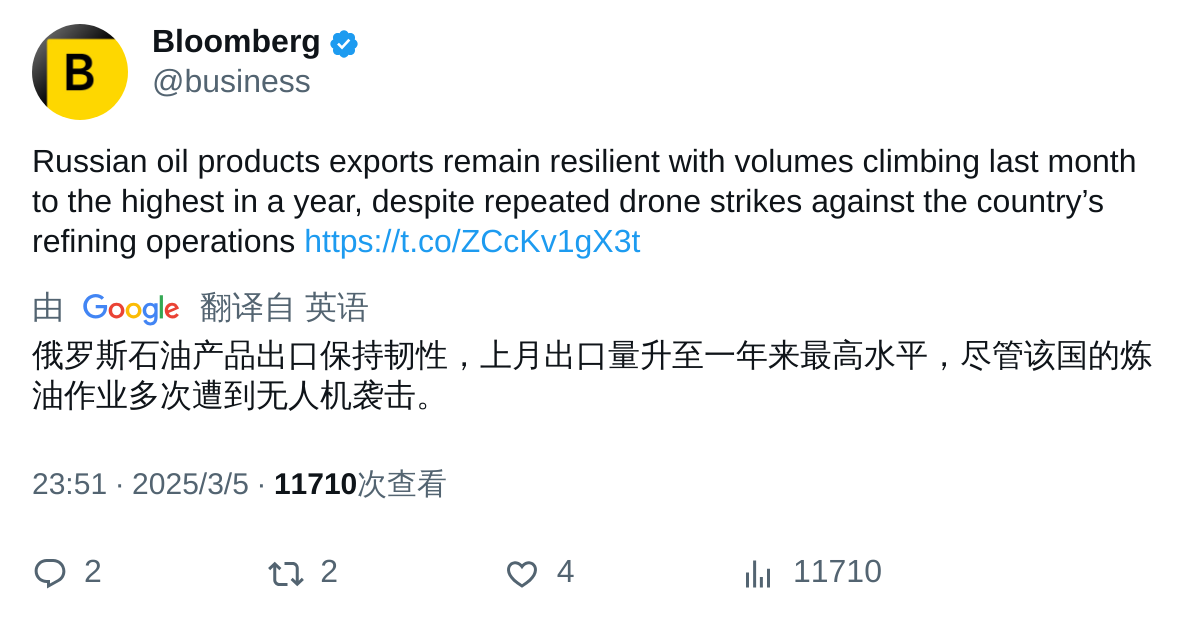 Bloomberg
@business
Russian oil products exports remain resilient with volumes climbing last month
to the highest in a year, despite repeated drone strikes against the country’s
refining operations https://t.co/ZCcKv1gX3t
由 Google 翻译自 英语
俄罗斯石油产品出口保持韧性，上月出口量升至一年来最高水平，尽管该国的炼
油作业多次遭到无人机袭击。
23:51 · 2025/3/5 · 11710次查看
2 2 4 11710